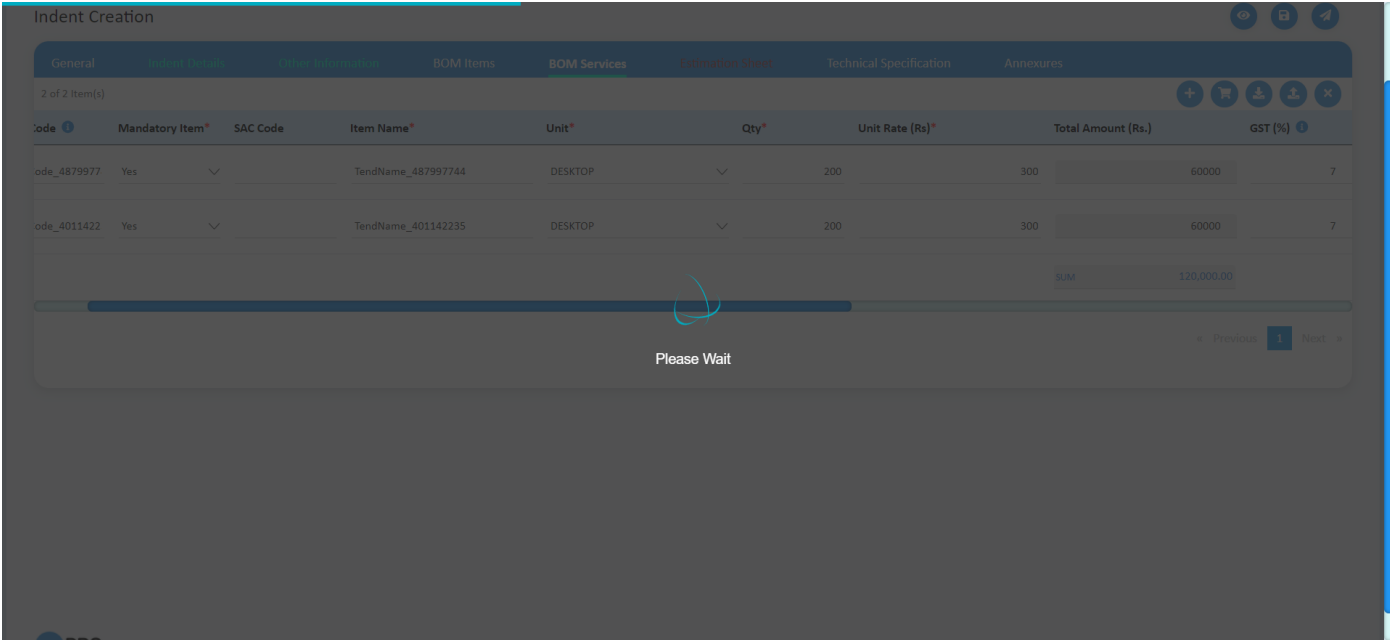 Indent Creation
General Indent Details Other Information BOM Items BOM Services Technical Specification Annexures
2 of 2 Item(s)
Code Mandatory Item* SAC Code Item Name* Unit* Qty* Unit Rate (Rs)* Total Amount (Rs.) GST (%)
ode_4879977 Yes TendName_487997744 DESKTOP 200 300 60000 7
ode_4011422 Yes TendName_401142235 DESKTOP 200 300 60000 7
SUM 120,000.00
« Previous 1 Next »
Please Wait